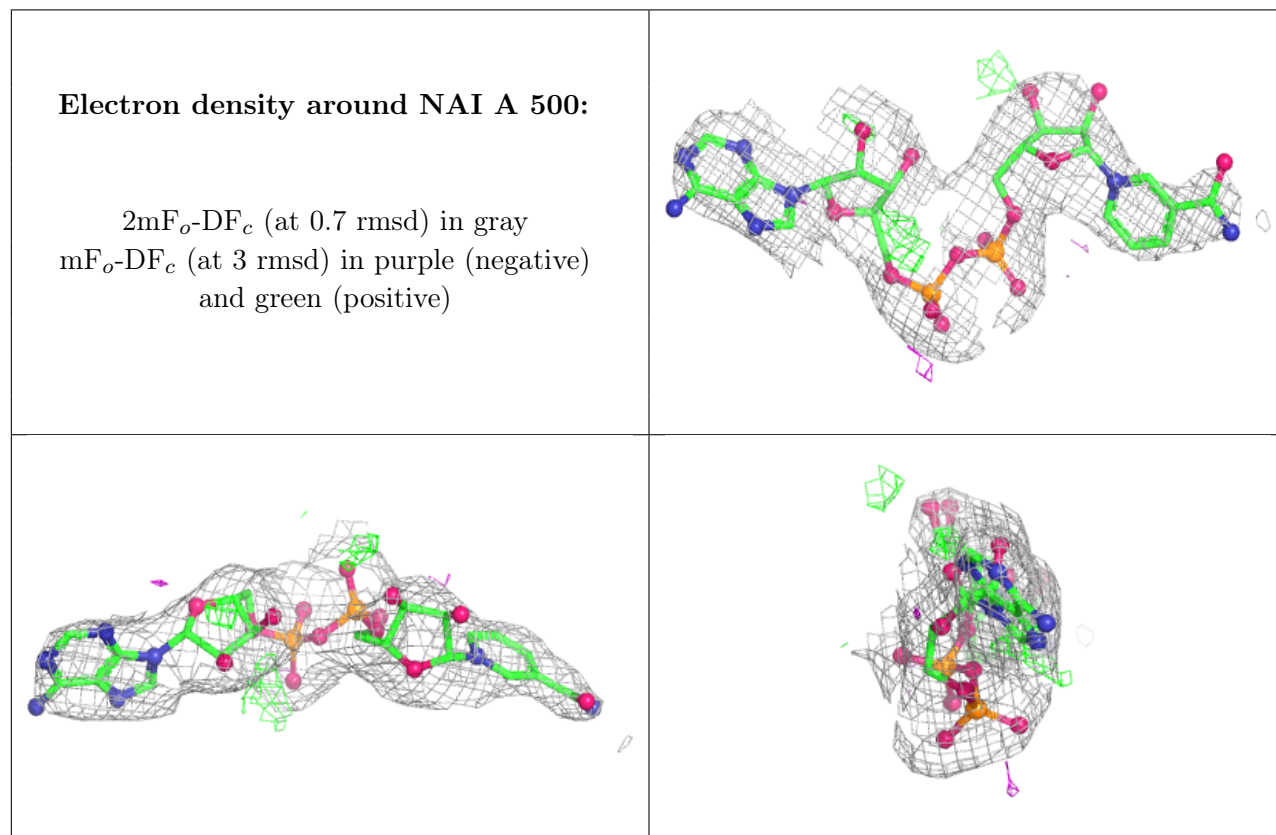 Electron density around NAI A 500:
2mFo-DFc (at 0.7 rmsd) in gray
mFo-DFc (at 3 rmsd) in purple (negative)
and green (positive)